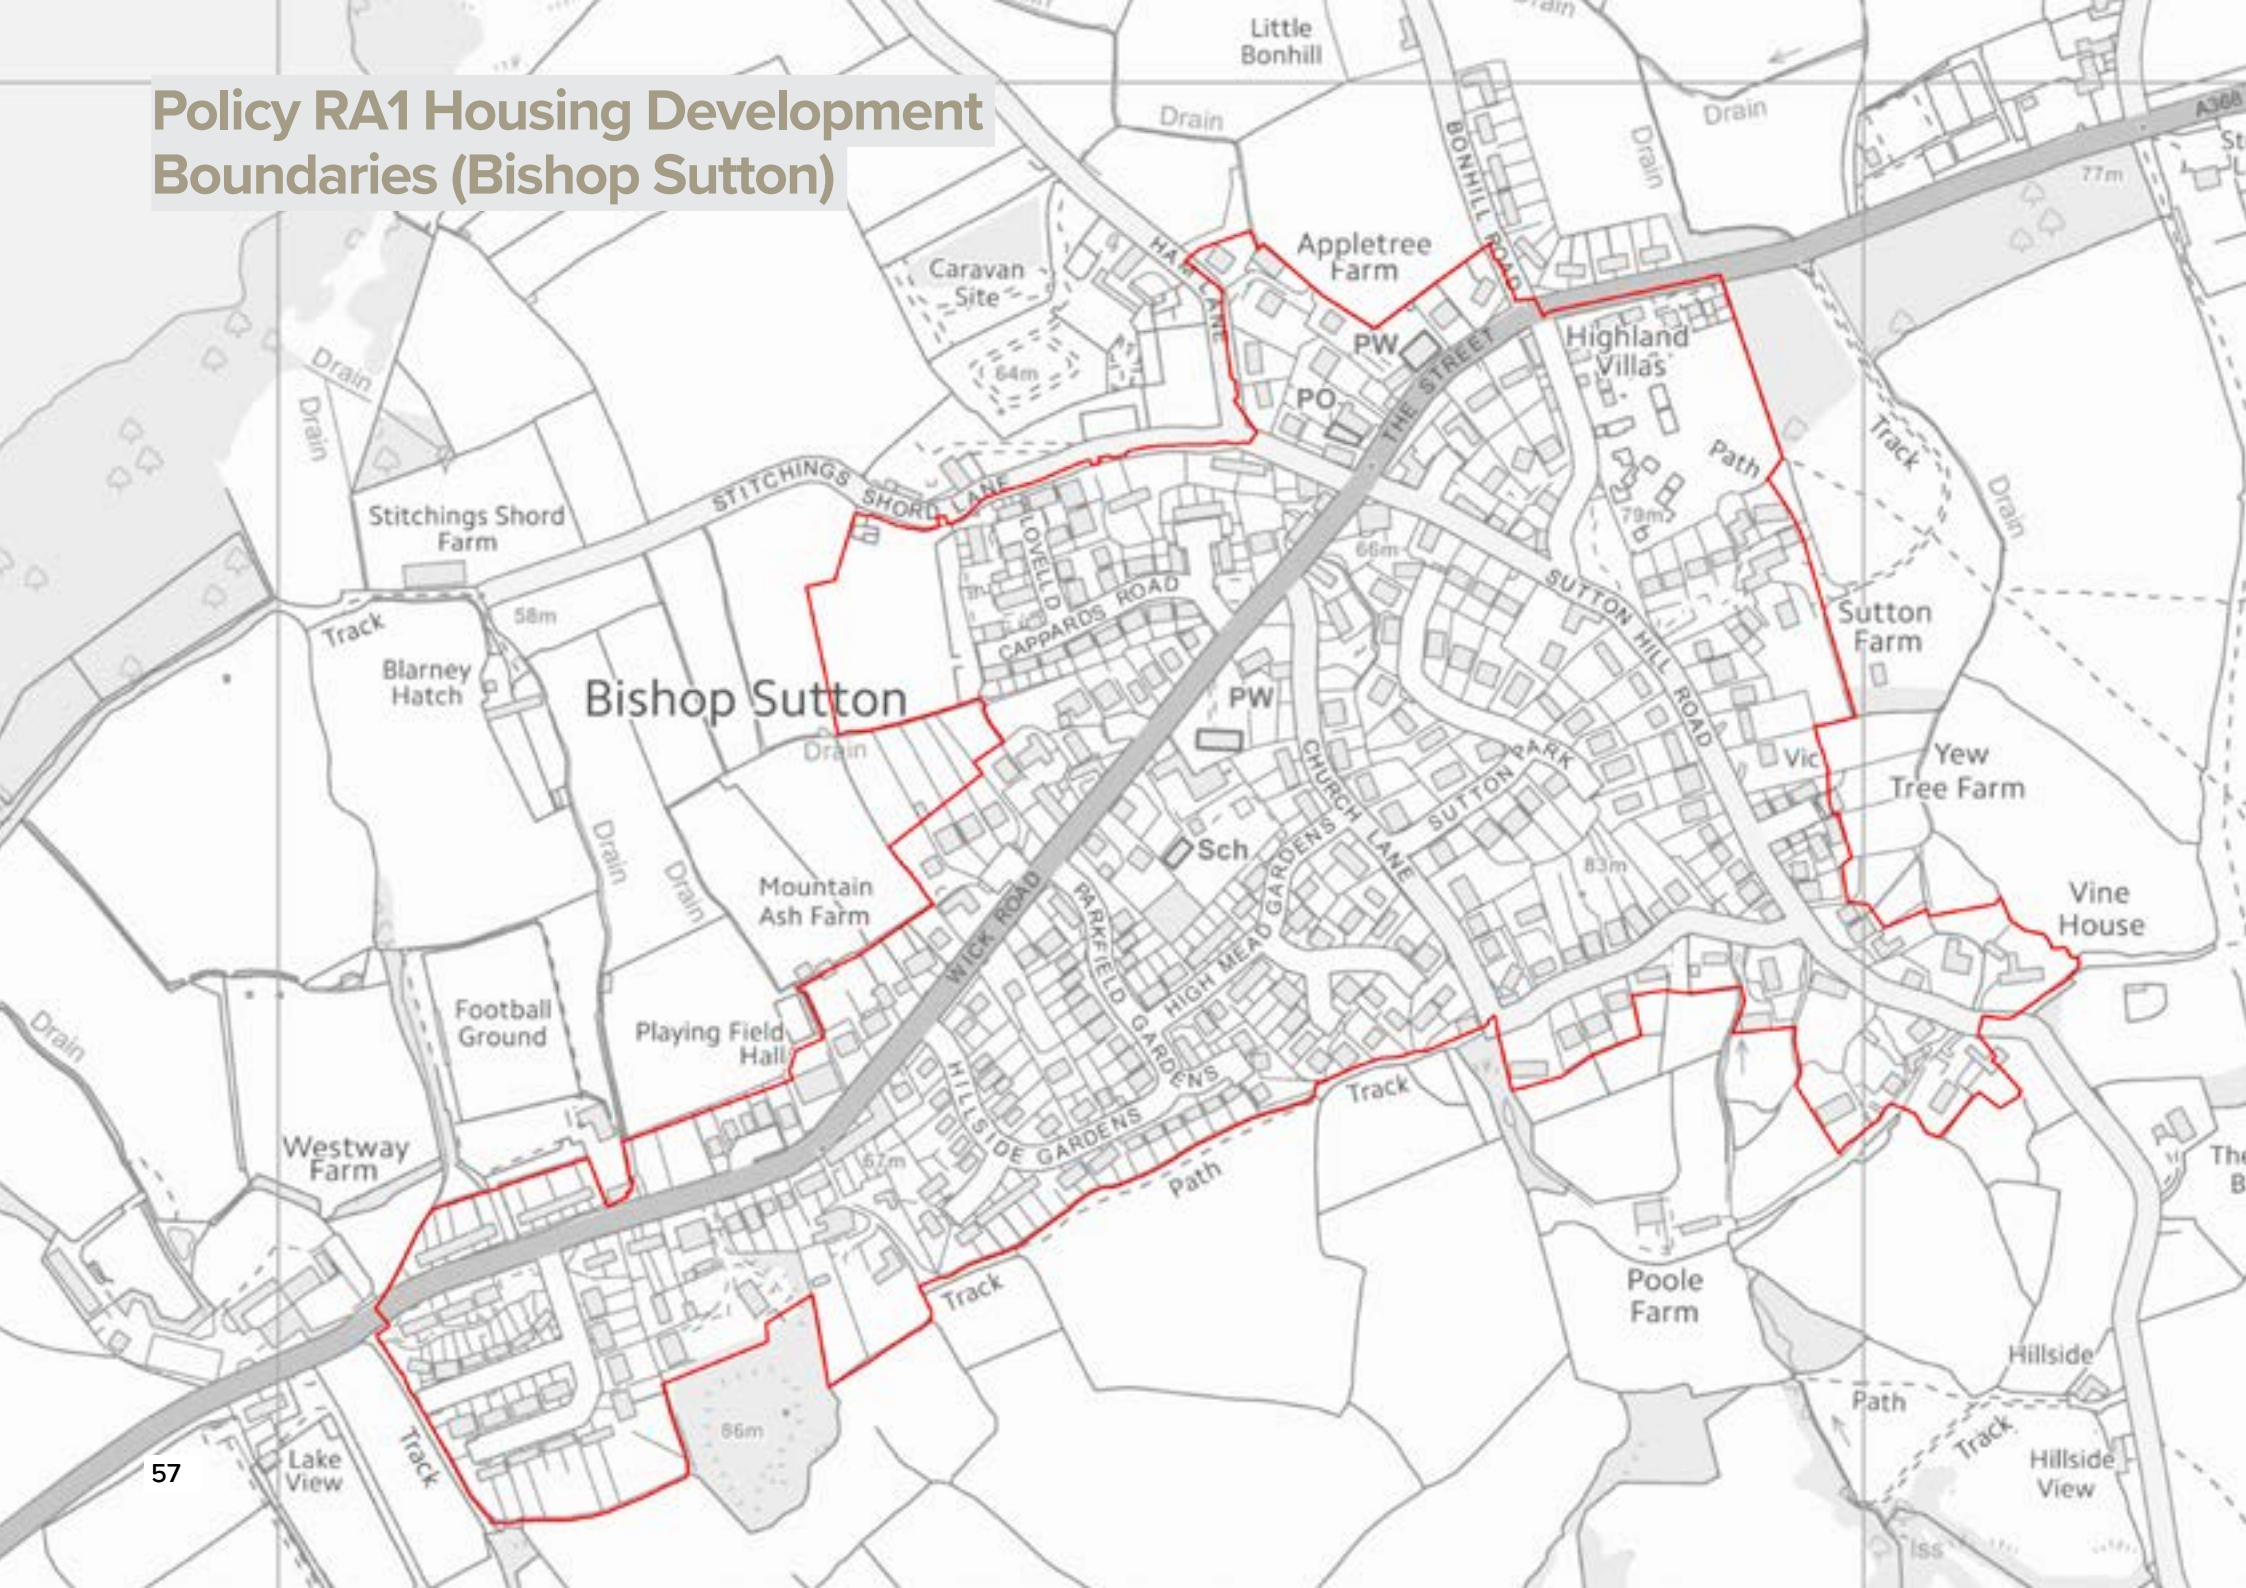 Policy RA1 Housing Development
Boundaries (Bishop Sutton)
Little
Bonhill
Drain
Drain
Drain
A368
77m
BONHILL ROAD
Appletree
Farm
HAM LANE
Caravan
Site
64m
PW
PO
THE STREET
Highland
Villas
Path
Track
Drain
Drain
Drain
STITCHINGS SHORD LANE
Stitchings Shord
Farm
58m
Track
Blarney
Hatch
LOVELL D
CAPPARDS ROAD
66m
79m
SUTTON HILL ROAD
Sutton
Farm
Bishop Sutton
Drain
PW
Vic
Yew
Tree Farm
CHURCH LANE
SUTTON PARK
Sch
83m
Drain
Drain
Mountain
Ash Farm
WICK ROAD
PARKFIELD GARDENS
HIGH MEAD GARDENS
Vine
House
Drain
Football
Ground
Playing Field
Hall
HILLSIDE GARDENS
Track
Path
67m
Westway
Farm
Track
Poole
Farm
Hillside
Path
Track
Hillside
View
86m
Track
Lake
View
Iss
57